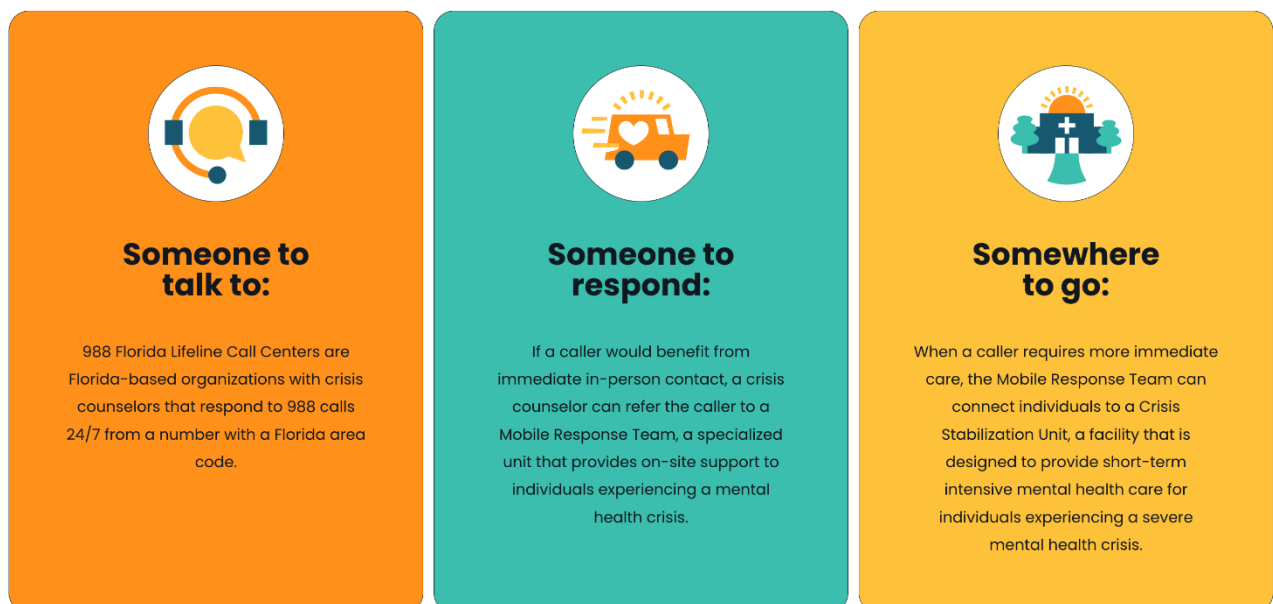 Someone to
talk to:
988 Florida Lifeline Call Centers are
Florida-based organizations with crisis
counselors that respond to 988 calls
24/7 from a number with a Florida area
code.
Someone to
respond:
If a caller would benefit from
immediate in-person contact, a crisis
counselor can refer the caller to a
Mobile Response Team, a specialized
unit that provides on-site support to
individuals experiencing a mental
health crisis.
Somewhere
to go:
When a caller requires more immediate
care, the Mobile Response Team can
connect individuals to a Crisis
Stabilization Unit, a facility that is
designed to provide short-term
intensive mental health care for
individuals experiencing a severe
mental health crisis.